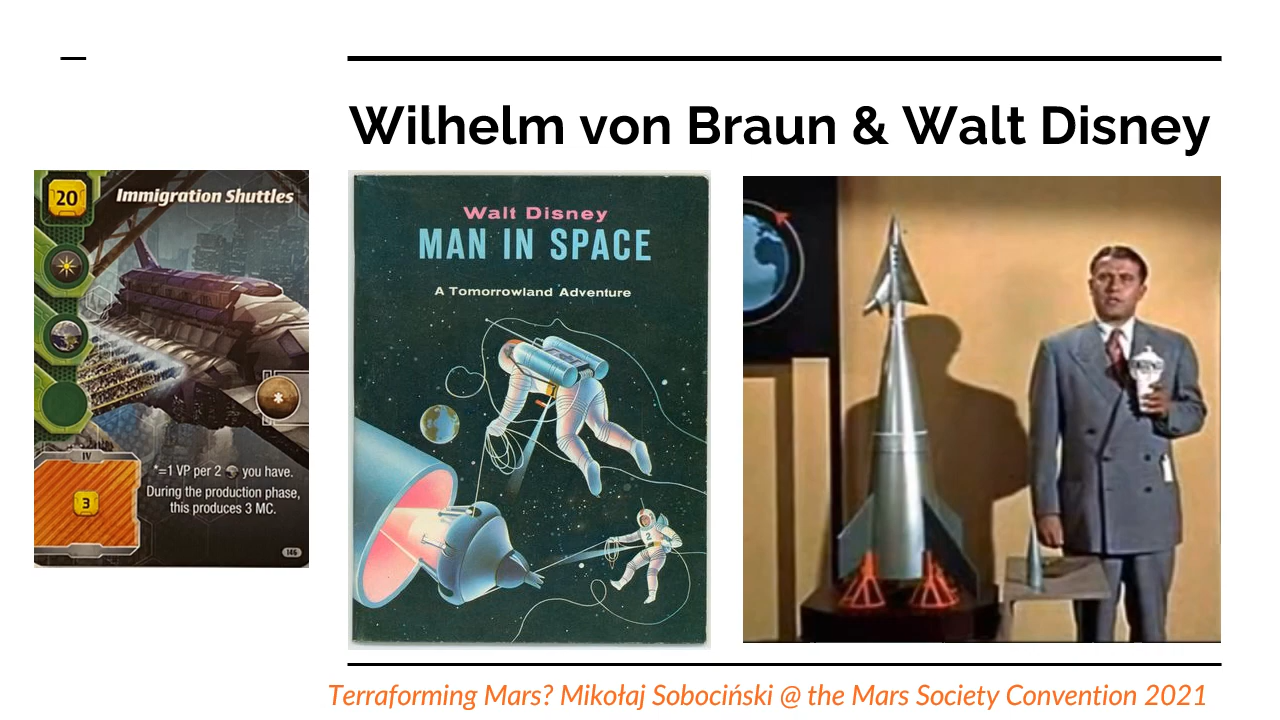 Wilhelm von Braun & Walt Disney
20
Immigration Shuttles
*
IV
3
*=1 VP per 2 you have.
During the production phase,
this produces 3 MC.
146
Walt Disney
MAN IN SPACE
A Tomorrowland Adventure
2
Terraforming Mars? Mikołaj Sobociński @ the Mars Society Convention 2021